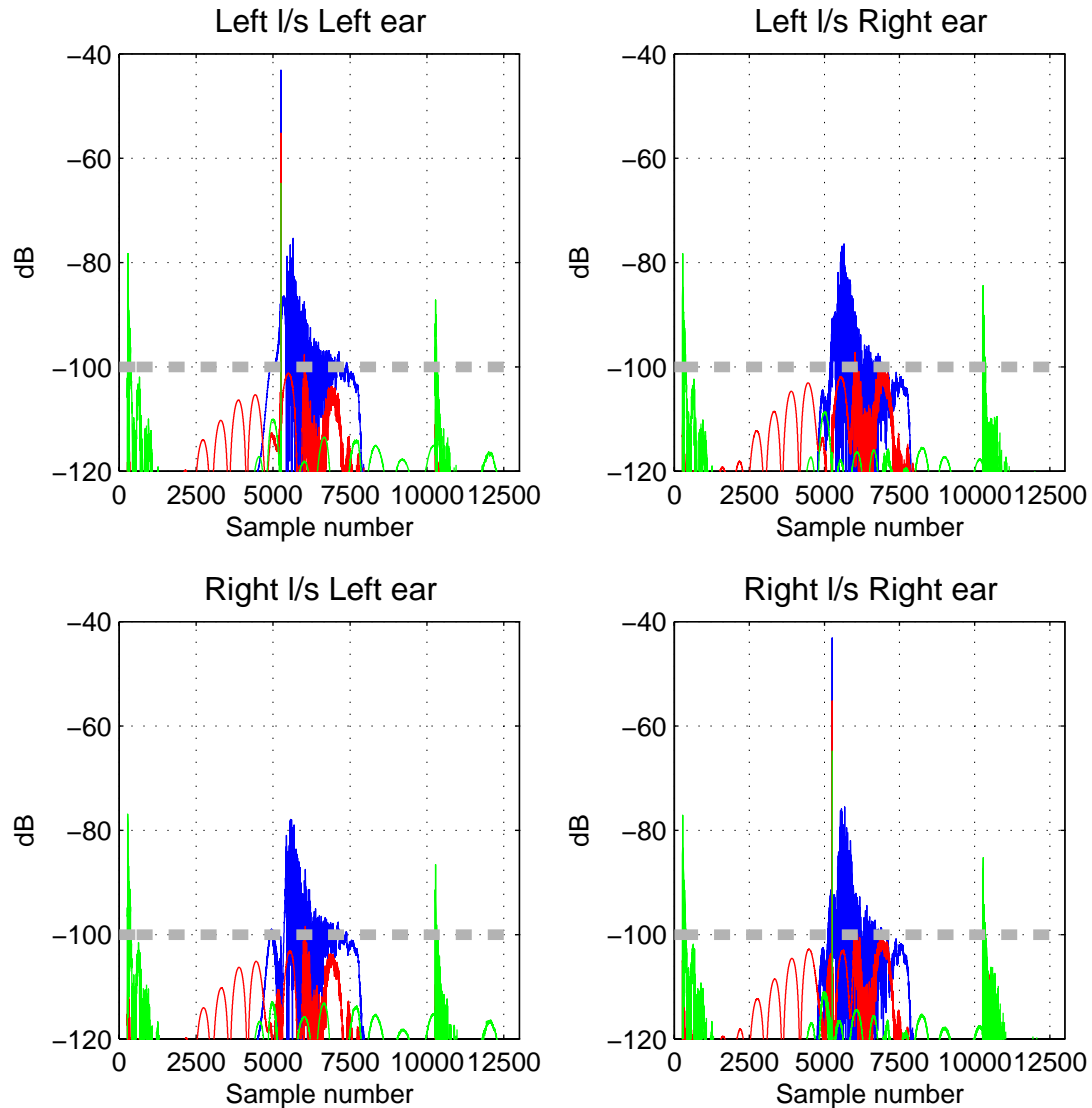 Left l/s Left ear
Left l/s Right ear
−40
−60
−80
−100
−120
dB
0 2500 5000 7500 10000 12500
Sample number
−40
−60
−80
−100
−120
dB
0 2500 5000 7500 10000 12500
Sample number
Right l/s Left ear
Right l/s Right ear
−40
−60
−80
−100
−120
dB
0 2500 5000 7500 10000 12500
Sample number
−40
−60
−80
−100
−120
dB
0 2500 5000 7500 10000 12500
Sample number